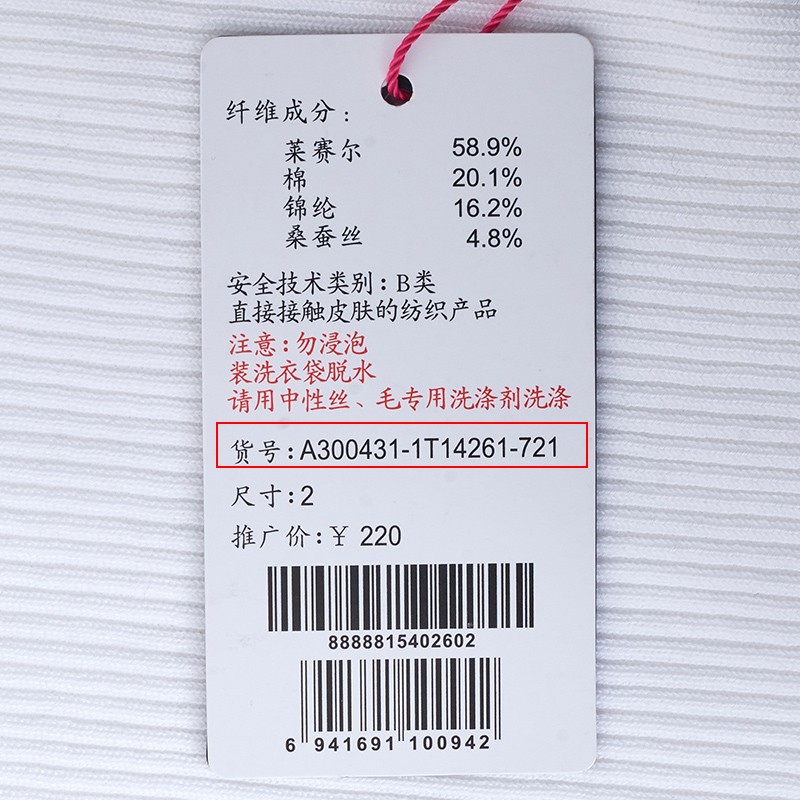 纤维成分:
莱赛尔 58.9%
棉 20.1%
锦纶 16.2%
桑蚕丝 4.8%
安全技术类别:B类
直接接触皮肤的纺织产品
注意:勿浸泡
装洗衣袋脱水
请用中性丝、毛专用洗涤剂洗涤
货号:A300431-1T14261-721
尺寸:2
推广价:¥ 220
8888815402602
6 941691 100942